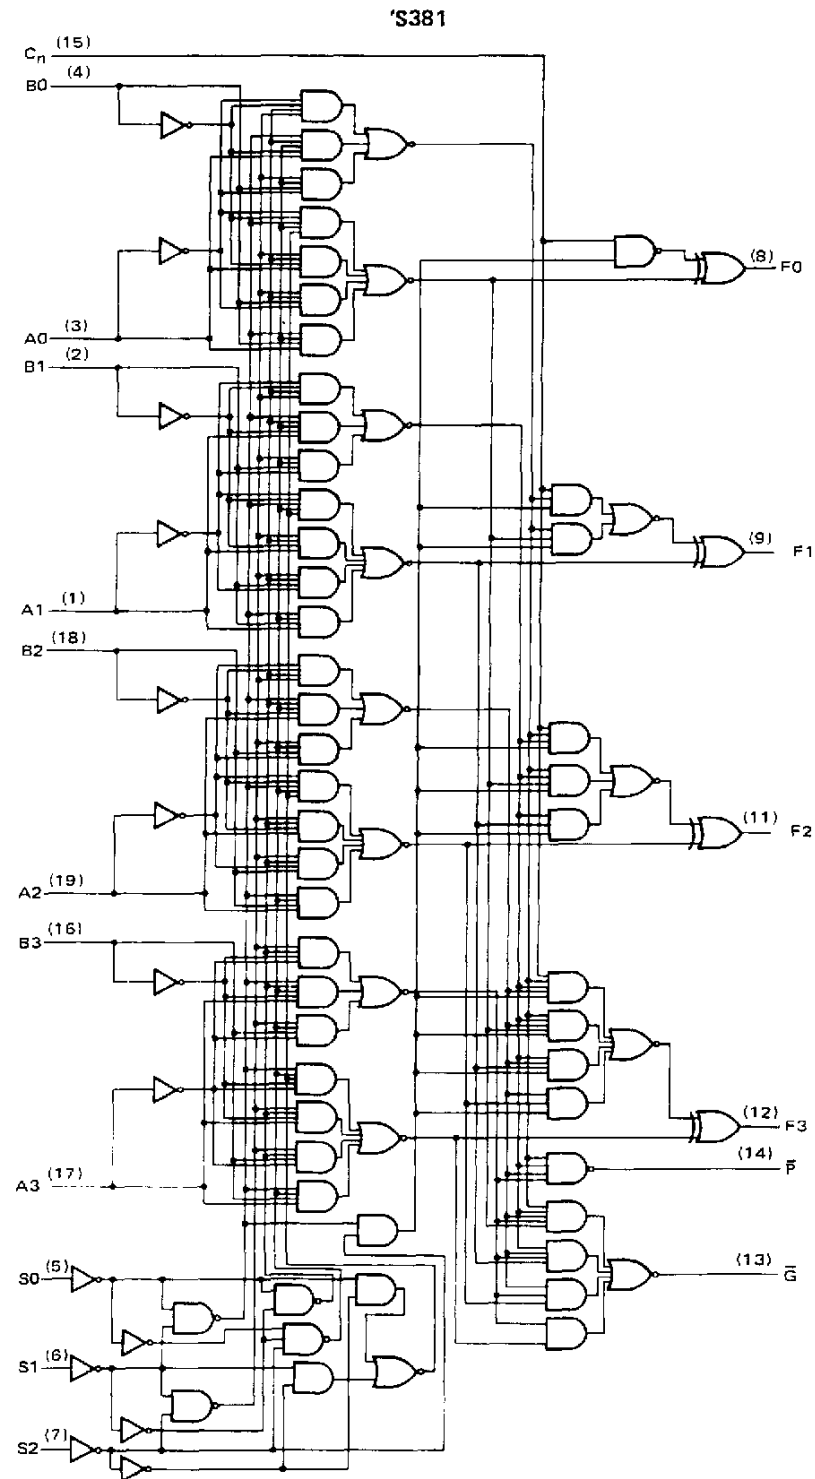 'S381
Cn (15)
B0 (4)
A0 (3)
B1 (2)
(8) F0
(9) F1
A1 (1)
B2 (18)
(11) F2
A2 (19)
B3 (16)
(12) F3
(14) P̅
A3 (17)
S0 (5)
(13) G̅
S1 (6)
S2 (7)